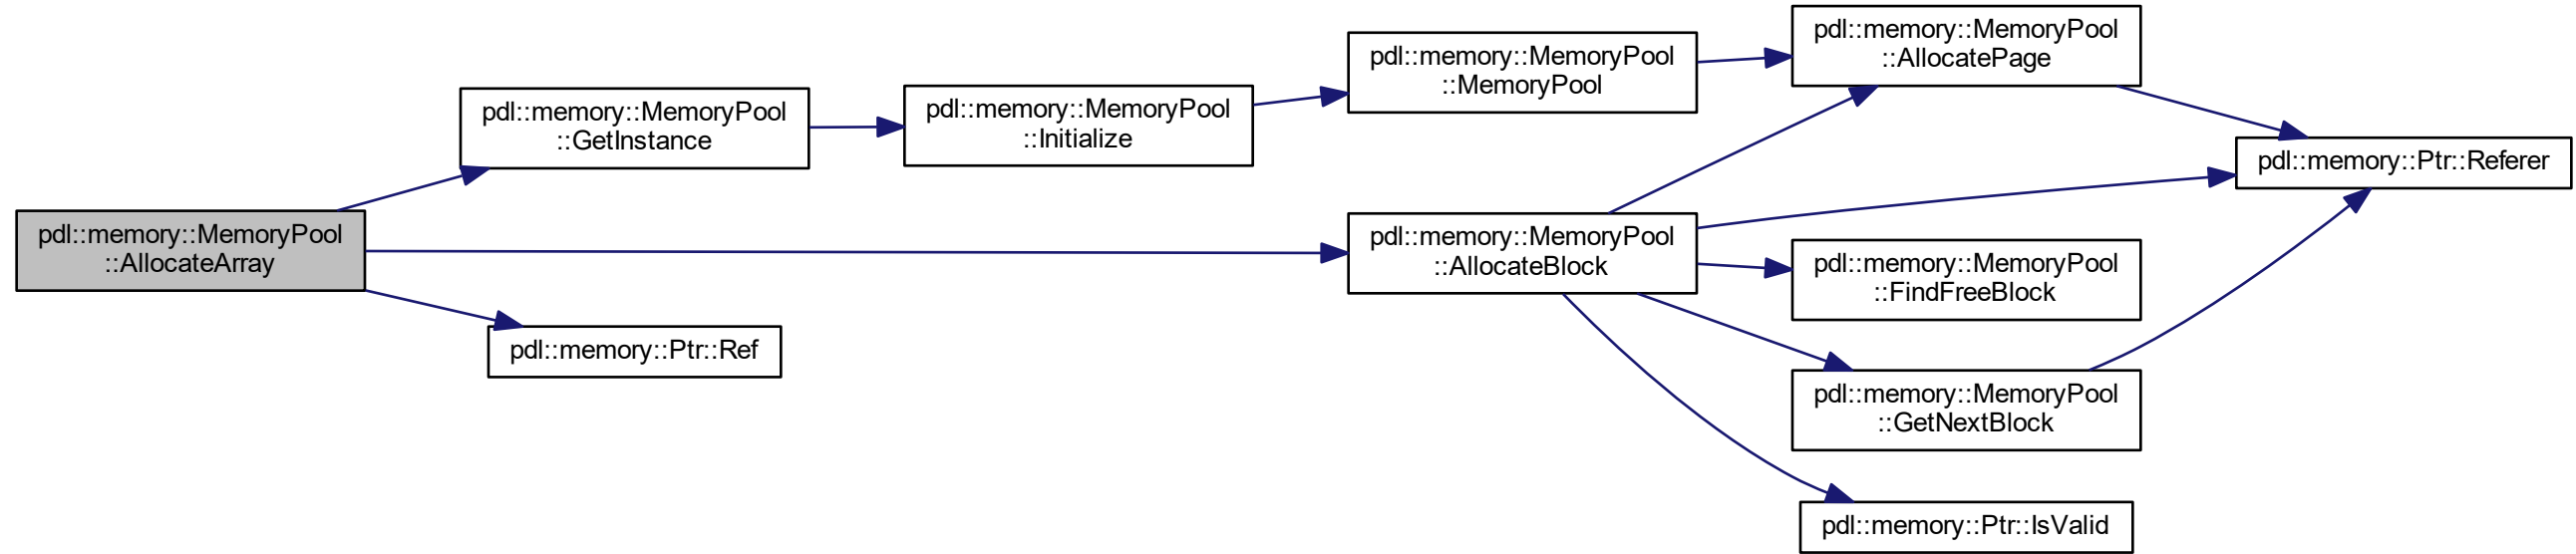 pdl::memory::MemoryPool
::AllocateArray
pdl::memory::MemoryPool
::GetInstance
pdl::memory::Ptr::Ref
pdl::memory::MemoryPool
::Initialize
pdl::memory::MemoryPool
::MemoryPool
pdl::memory::MemoryPool
::AllocateBlock
pdl::memory::MemoryPool
::AllocatePage
pdl::memory::MemoryPool
::FindFreeBlock
pdl::memory::MemoryPool
::GetNextBlock
pdl::memory::Ptr::IsValid
pdl::memory::Ptr::Referer